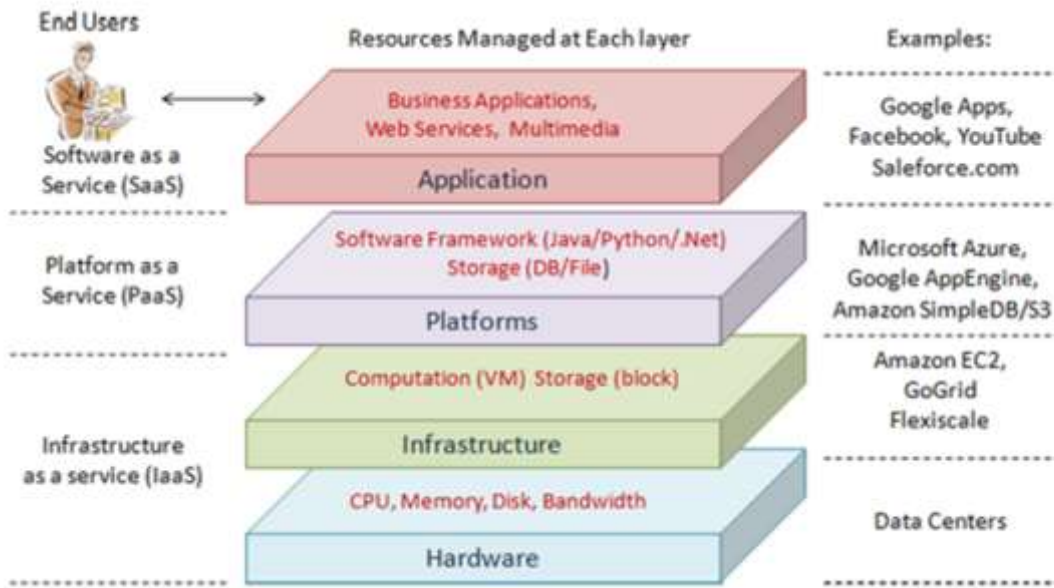 End Users
Resources Managed at Each layer
Examples:
Business Applications,
Web Services, Multimedia
Application
Software as a
Service (SaaS)
Google Apps,
Facebook, YouTube
Saleforce.com
Software Framework (Java/Python/.Net)
Storage (DB/File)
Platforms
Platform as a
Service (PaaS)
Microsoft Azure,
Google AppEngine,
Amazon SimpleDB/S3
Computation (VM) Storage (block)
Infrastructure
Amazon EC2,
GoGrid
Flexiscale
Infrastructure
as a service (IaaS)
CPU, Memory, Disk, Bandwidth
Hardware
Data Centers